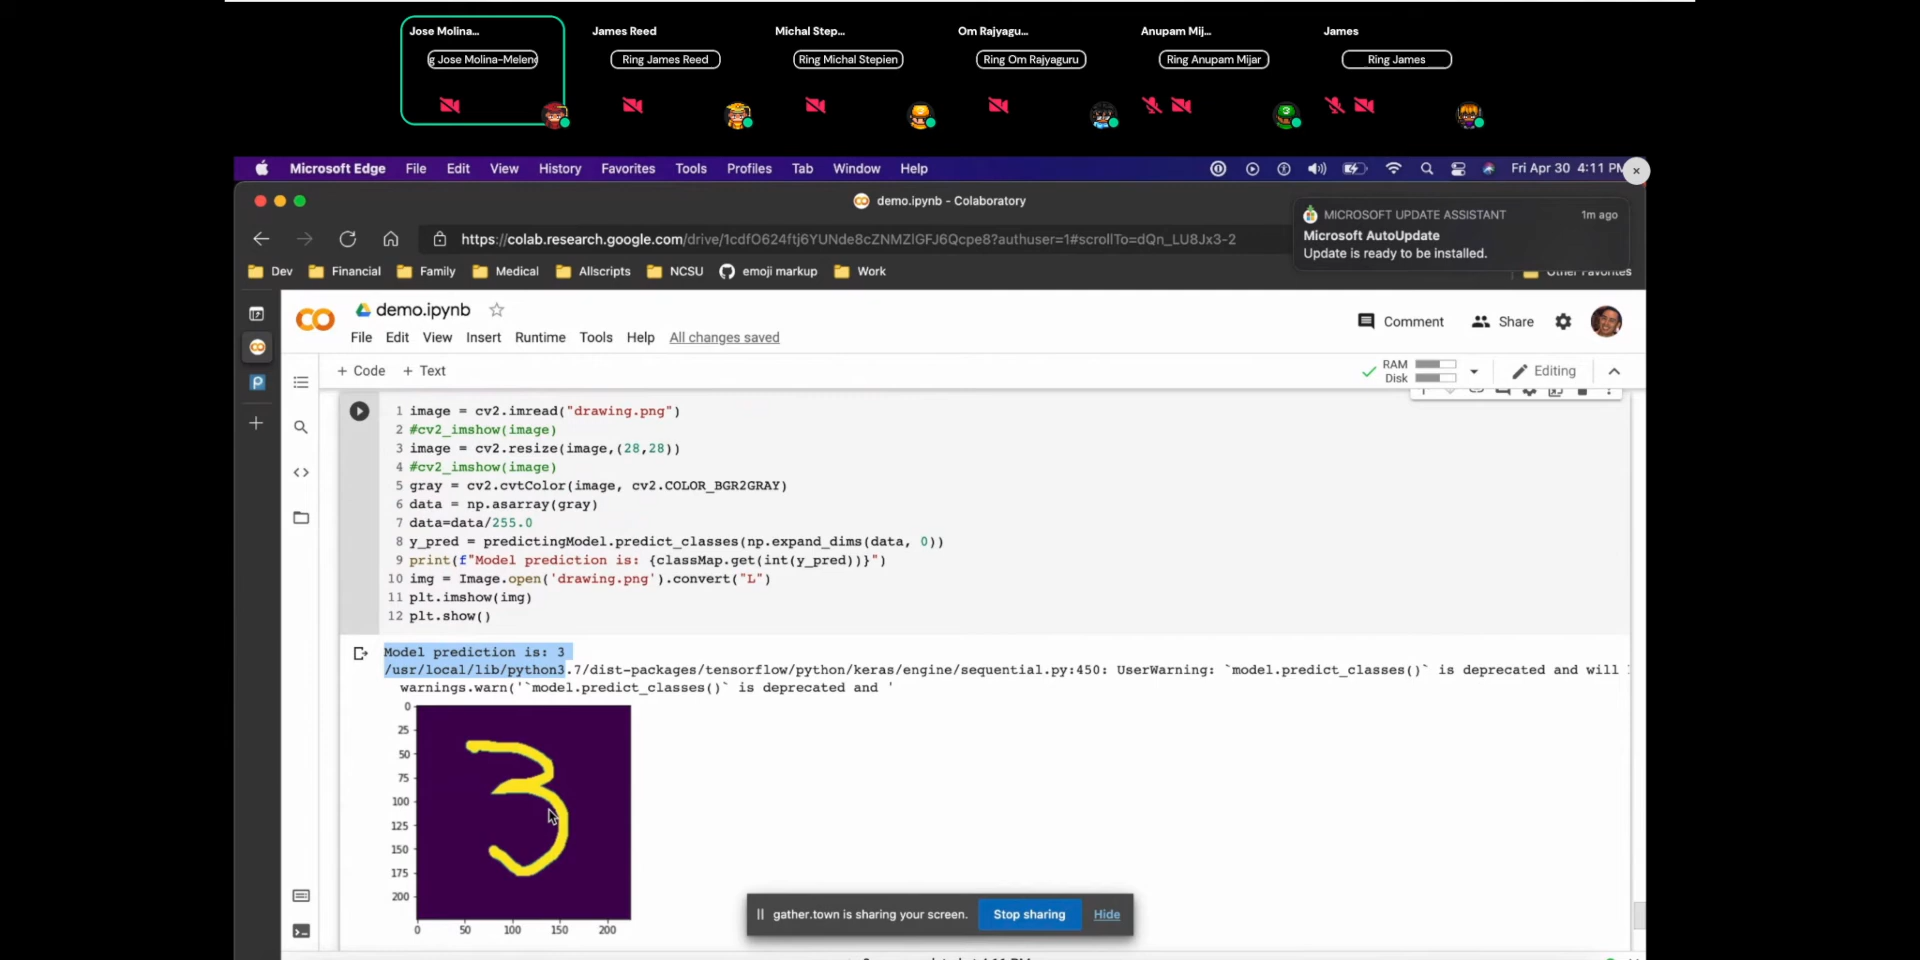 Jose Molina...
James Reed
Michal Step...
Om Rajyagu...
Anupam Mij...
James
g Jose Molina-Melend
Ring James Reed
Ring Michal Stepien
Ring Om Rajyaguru
Ring Anupam Mijar
Ring James
Microsoft Edge File Edit View History Favorites Tools Profiles Tab Window Help
Fri Apr 30 4:11 PM
demo.ipynb - Colaboratory
MICROSOFT UPDATE ASSISTANT 1m ago
Microsoft AutoUpdate
Update is ready to be installed.
https://colab.research.google.com/drive/1cdfO624ftj6YUNde8cZNMZlGFJ6Qcpe8?authuser=1#scrollTo=dQn_LU8Jx3-2
Dev Financial Family Medical Allscripts NCSU emoji markup Work Other Favorites
demo.ipynb
Comment Share
File Edit View Insert Runtime Tools Help All changes saved
+ Code + Text
RAM
Disk
Editing
1 image = cv2.imread("drawing.png")
2 #cv2_imshow(image)
3 image = cv2.resize(image,(28,28))
4 #cv2_imshow(image)
5 gray = cv2.cvtColor(image, cv2.COLOR_BGR2GRAY)
6 data = np.asarray(gray)
7 data=data/255.0
8 y_pred = predictingModel.predict_classes(np.expand_dims(data, 0))
9 print(f"Model prediction is: {classMap.get(int(y_pred))}")
10 img = Image.open('drawing.png').convert("L")
11 plt.imshow(img)
12 plt.show()
Model prediction is: 3
/usr/local/lib/python3.7/dist-packages/tensorflow/python/keras/engine/sequential.py:450: UserWarning: `model.predict_classes()` is deprecated and will
warnings.warn('`model.predict_classes()` is deprecated and '
0
25
50
75
100
125
150
175
200
3
0 50 100 150 200
gather.town is sharing your screen. Stop sharing Hide